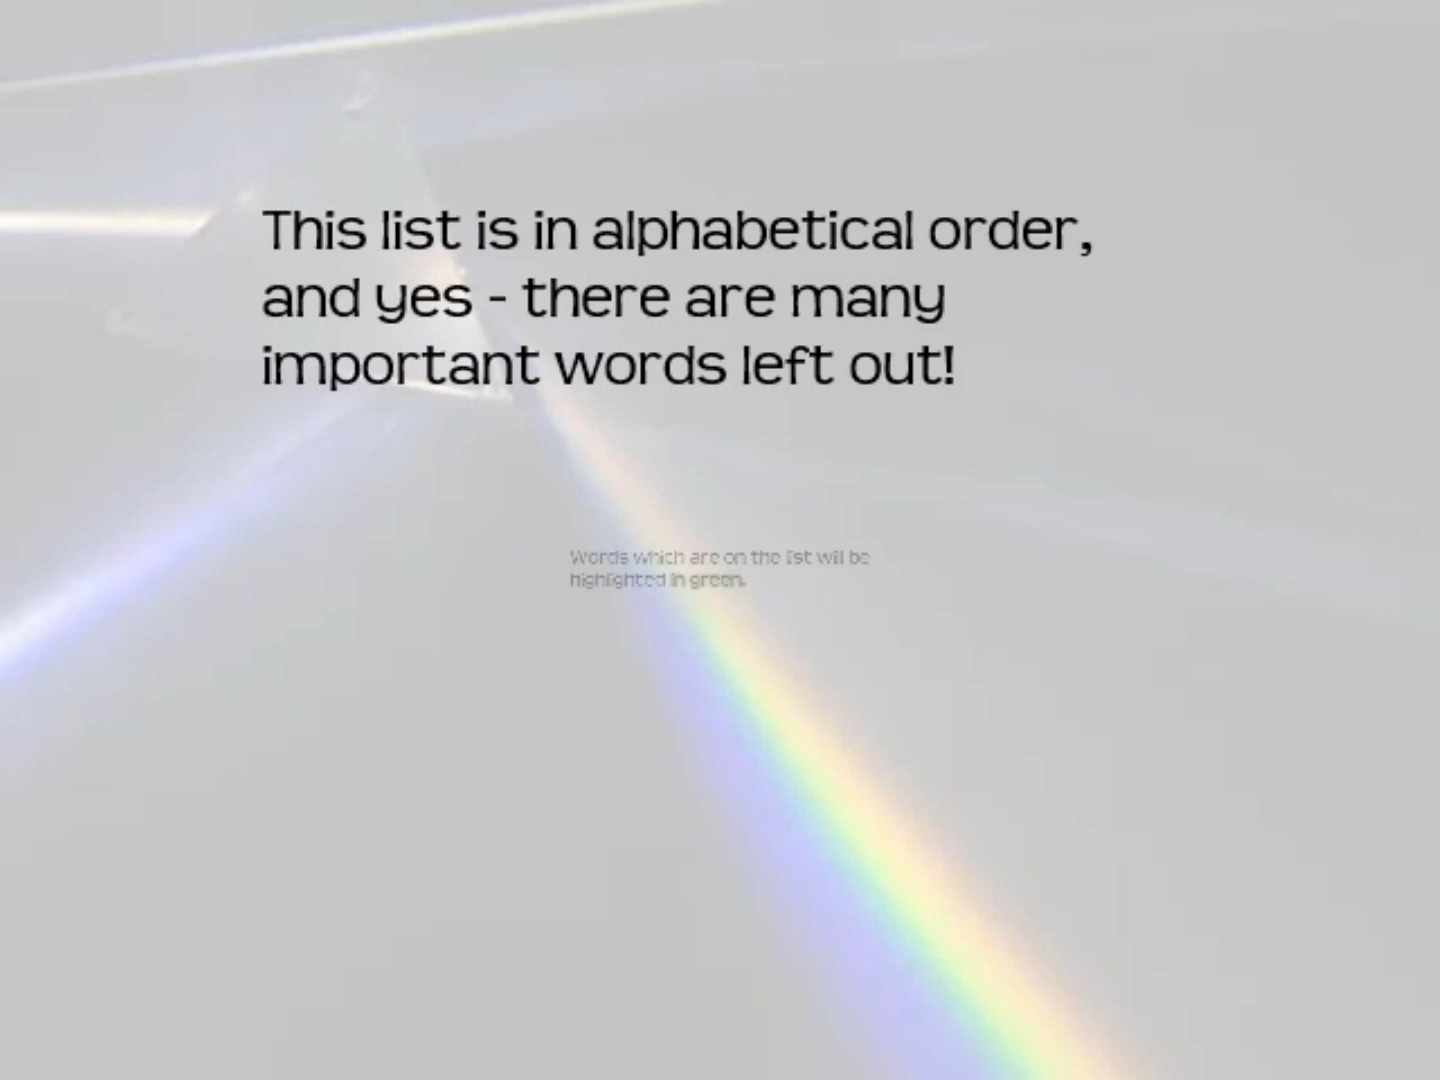 This list is in alphabetical order,
and yes - there are many
important words left out!
Words which are on the list will be
highlighted in green.